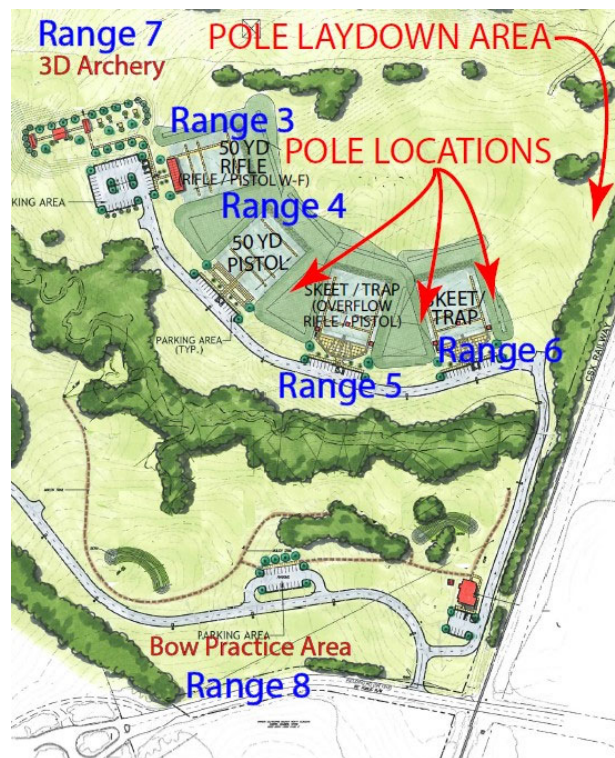 Range 7
POLE LAYDOWN AREA
3D Archery
Range 3
50 YD
RIFLE
(RIFLE / PISTOL W-F)
POLE LOCATIONS
KING AREA
Range 4
50 YD
PISTOL
SKEET / TRAP
(OVERFLOW
RIFLE / PISTOL)
SKEET /
TRAP
PARKING AREA
(TYP.)
Range 6
Range 5
CSX RAILWAY
PARKING AREA
Bow Practice Area
Range 8